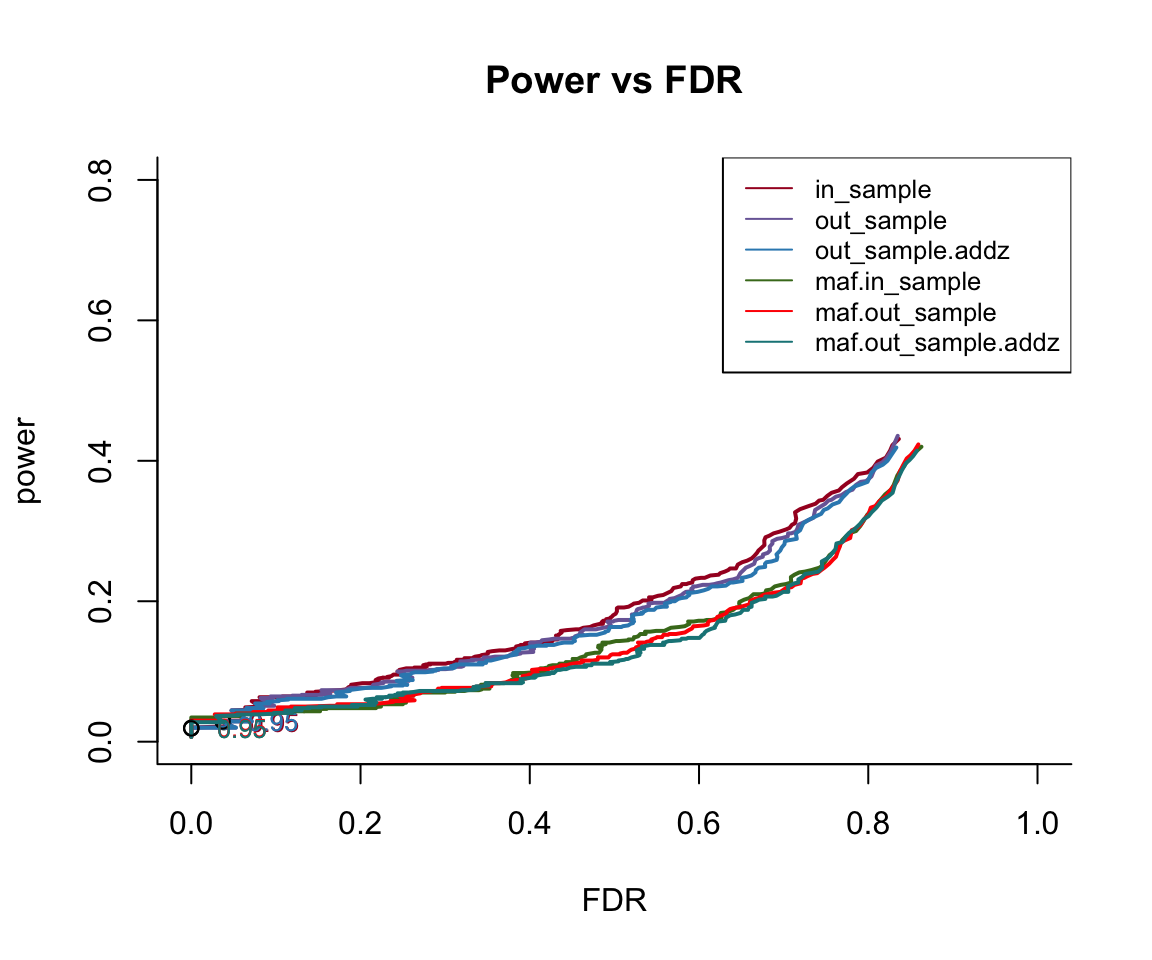 Power vs FDR
0.8
0.6
0.4
0.2
0.0
power
in_sample
out_sample
out_sample.addz
maf.in_sample
maf.out_sample
maf.out_sample.addz
0.0 0.2 0.4 0.6 0.8 1.0
FDR